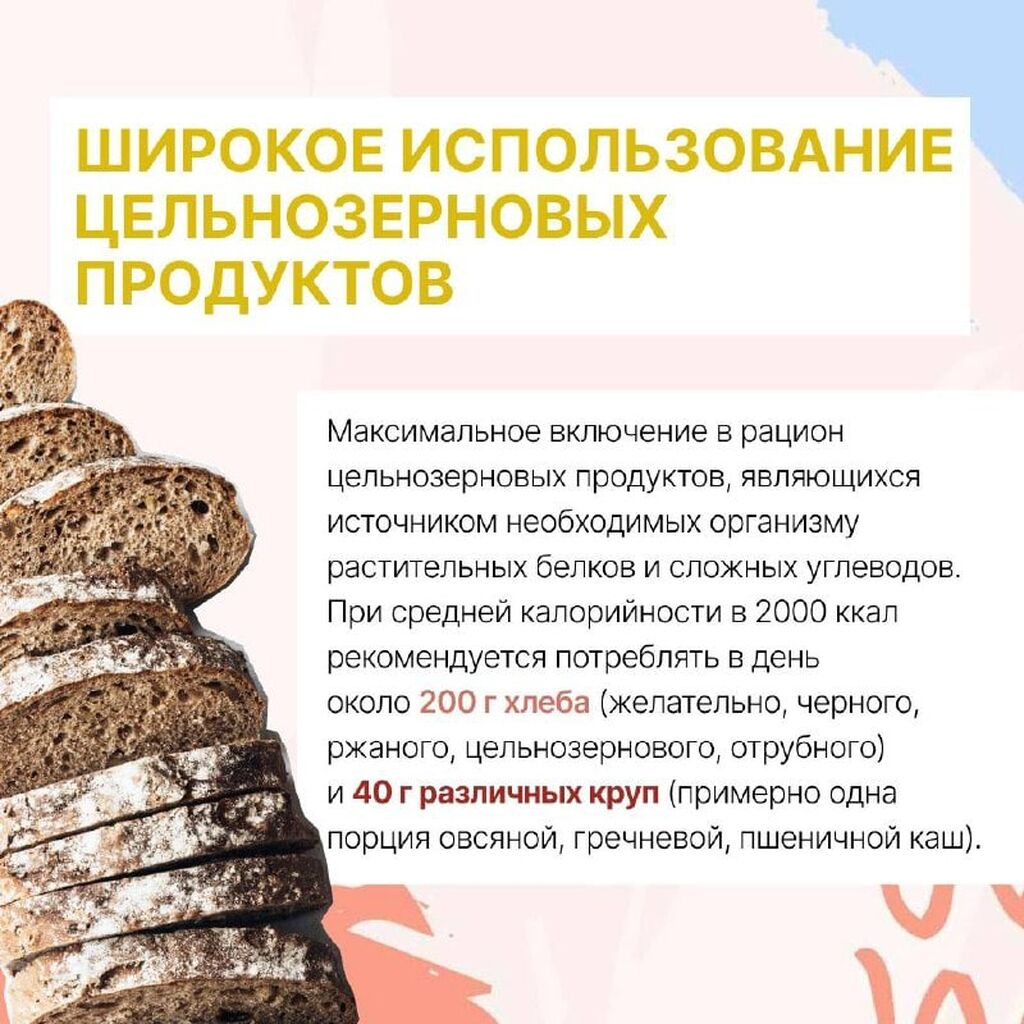 ШИРОКОЕ ИСПОЛЬЗОВАНИЕ
ЦЕЛЬНОЗЕРНОВЫХ
ПРОДУКТОВ
Максимальное включение в рацион
цельнозерновых продуктов, являющихся
источником необходимых организму
растительных белков и сложных углеводов.
При средней калорийности в 2000 ккал
рекомендуется потреблять в день
около 200 г хлеба (желательно, черного,
ржаного, цельнозернового, отрубного)
и 40 г различных круп (примерно одна
порция овсяной, гречневой, пшеничной каш).